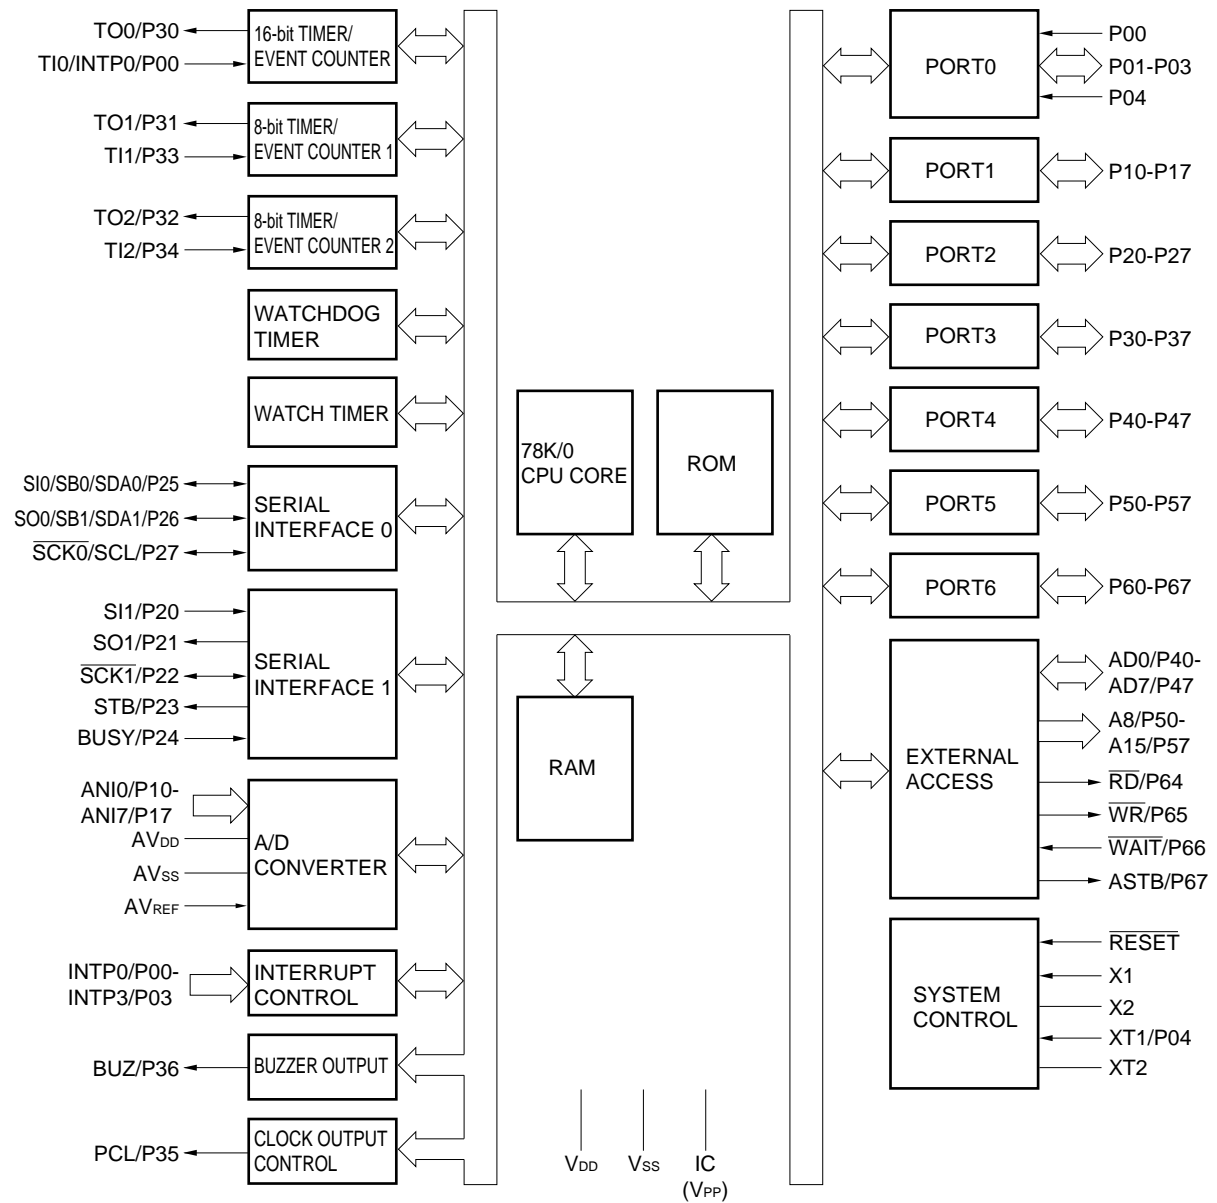 TO0/P30
TI0/INTP0/P00
16-bit TIMER/
EVENT COUNTER
TO1/P31
TI1/P33
8-bit TIMER/
EVENT COUNTER 1
TO2/P32
TI2/P34
8-bit TIMER/
EVENT COUNTER 2
WATCHDOG
TIMER
WATCH TIMER
SI0/SB0/SDA0/P25
SO0/SB1/SDA1/P26
SCK0/SCL/P27
SERIAL
INTERFACE 0
SI1/P20
SO1/P21
SCK1/P22
STB/P23
BUSY/P24
SERIAL
INTERFACE 1
ANI0/P10-
ANI7/P17
AVDD
AVSS
AVREF
A/D
CONVERTER
INTP0/P00-
INTP3/P03
INTERRUPT
CONTROL
BUZ/P36
BUZZER OUTPUT
PCL/P35
CLOCK OUTPUT
CONTROL
78K/0
CPU CORE
ROM
RAM
VDD
VSS
IC
(VPP)
PORT0
P00
P01-P03
P04
PORT1
P10-P17
PORT2
P20-P27
PORT3
P30-P37
PORT4
P40-P47
PORT5
P50-P57
PORT6
P60-P67
EXTERNAL
ACCESS
AD0/P40-
AD7/P47
A8/P50-
A15/P57
RD/P64
WR/P65
WAIT/P66
ASTB/P67
SYSTEM
CONTROL
RESET
X1
X2
XT1/P04
XT2